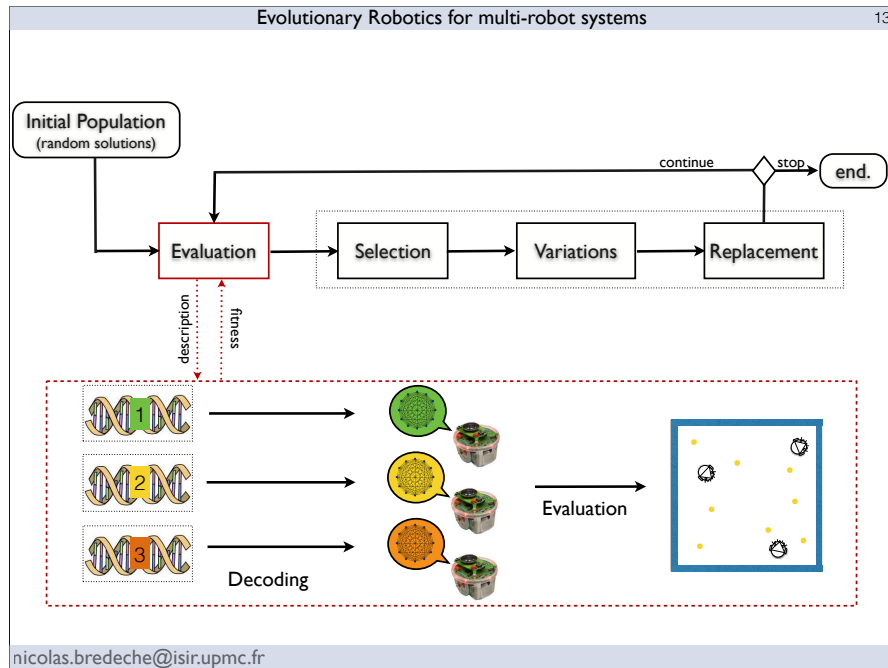 Evolutionary Robotics for multi-robot systems
13
Initial Population
(random solutions)
continue
stop
end.
Evaluation
Selection
Variations
Replacement
description
fitness
1
2
3
Decoding
Evaluation
nicolas.bredeche@isir.upmc.fr